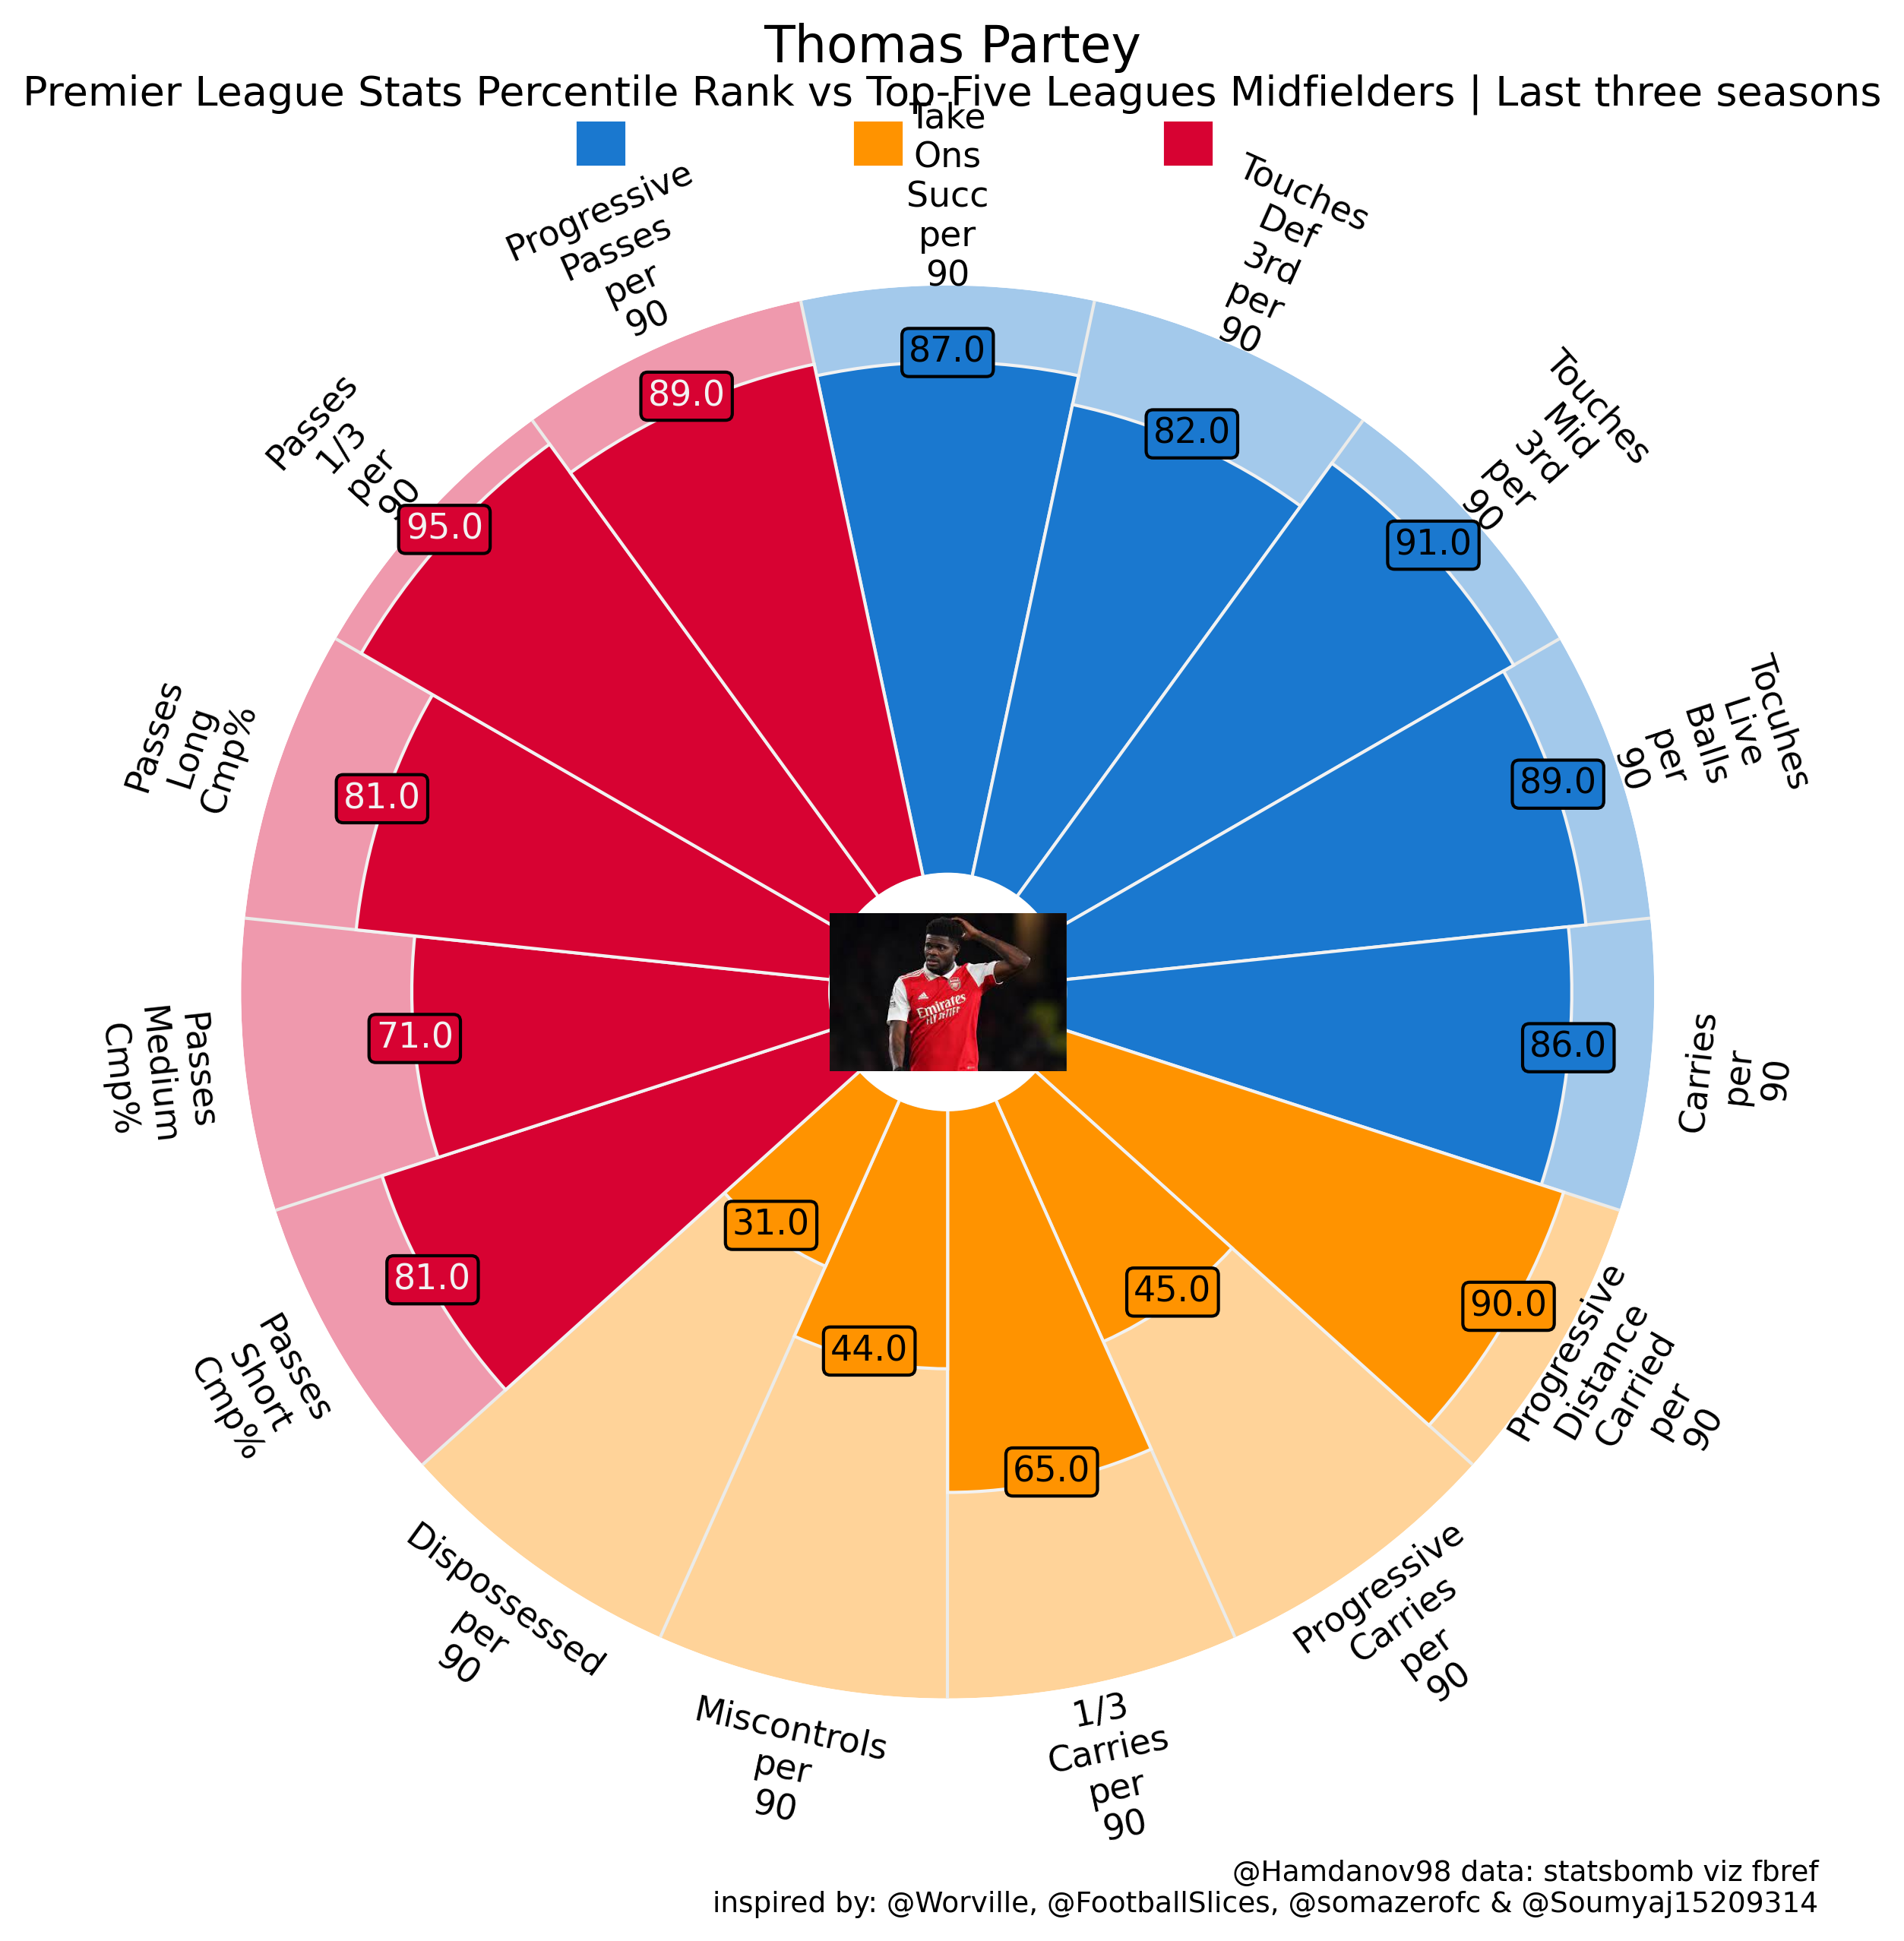 Thomas Partey
Premier League Stats Percentile Rank vs Top-Five Leagues Midfielders | Last three seasons
Take
Ons
Succ
per
90
87.0
Touches
Def
3rd
per
90
82.0
Touches
Mid
3rd
per
90
91.0
Tocuhes
Live
Balls
per
90
89.0
Carries
per
90
86.0
Progressive
Distance
Carried
per
90
90.0
Progressive
Carries
per
90
45.0
1/3
Carries
per
90
65.0
Miscontrols
per
90
44.0
Dispossessed
per
90
31.0
Passes
Short
Cmp%
81.0
Passes
Medium
Cmp%
71.0
Passes
Long
Cmp%
81.0
Passes
1/3
per
90
95.0
Progressive
Passes
per
90
89.0
Emirates
FLY BETTER
@Hamdanov98 data: statsbomb viz fbref
inspired by: @Worville, @FootballSlices, @somazerofc & @Soumyaj15209314